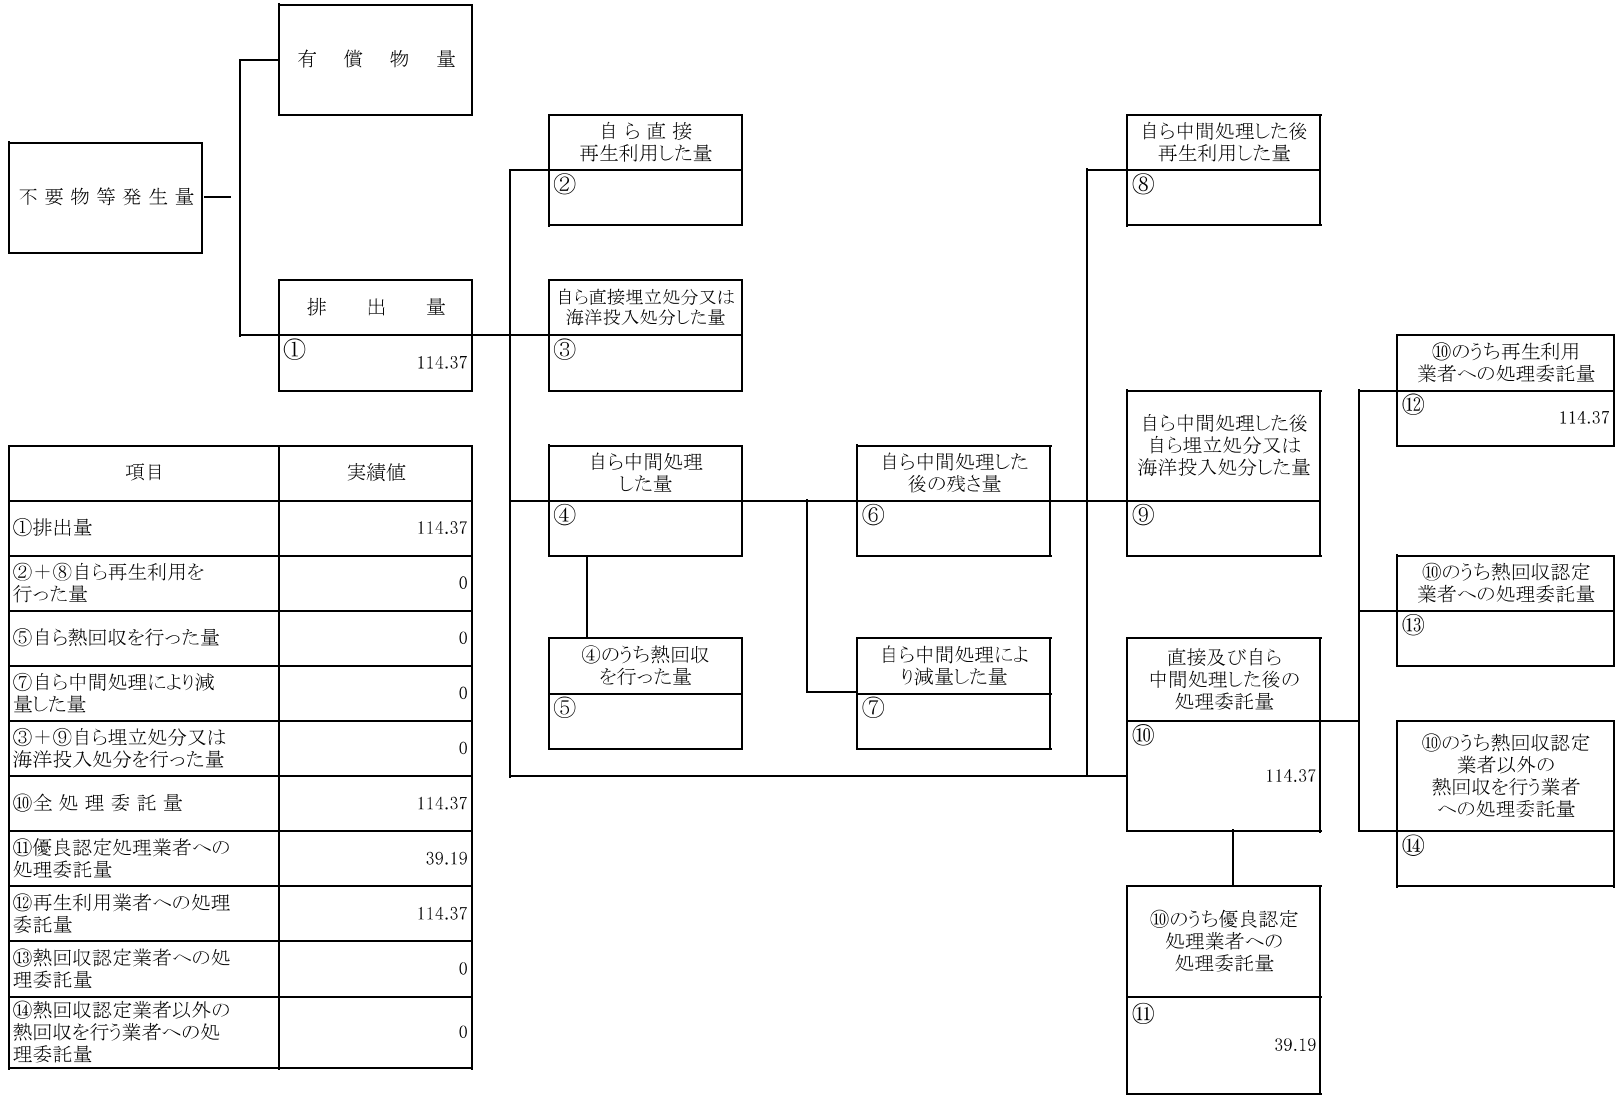 有 償 物 量
不 要 物 等 発 生 量
排 出 量
①
114.37
自 ら 直 接
再生利用した量
②
自ら直接埋立処分又は
海洋投入処分した量
③
自ら中間処理
した量
④
④のうち熱回収
を行った量
⑤
自ら中間処理した
後の残さ量
⑥
自ら中間処理によ
り減量した量
⑦
自ら中間処理した後
再生利用した量
⑧
自ら中間処理した後
自ら埋立処分又は
海洋投入処分した量
⑨
直接及び自ら
中間処理した後の
処理委託量
⑩
114.37
⑩のうち優良認定
処理業者への
処理委託量
⑪
39.19
⑩のうち再生利用
業者への処理委託量
⑫
114.37
⑩のうち熱回収認定
業者への処理委託量
⑬
⑩のうち熱回収認定
業者以外の
熱回収を行う業者
への処理委託量
⑭
項目 実績値
①排出量 114.37
②＋⑧自ら再生利用を
行った量 0
⑤自ら熱回収を行った量 0
⑦自ら中間処理により減
量した量 0
③＋⑨自ら埋立処分又は
海洋投入処分を行った量 0
⑩全 処 理 委 託 量 114.37
⑪優良認定処理業者への
処理委託量 39.19
⑫再生利用業者への処理
委託量 114.37
⑬熱回収認定業者への処
理委託量 0
⑭熱回収認定業者以外の
熱回収を行う業者への処
理委託量 0